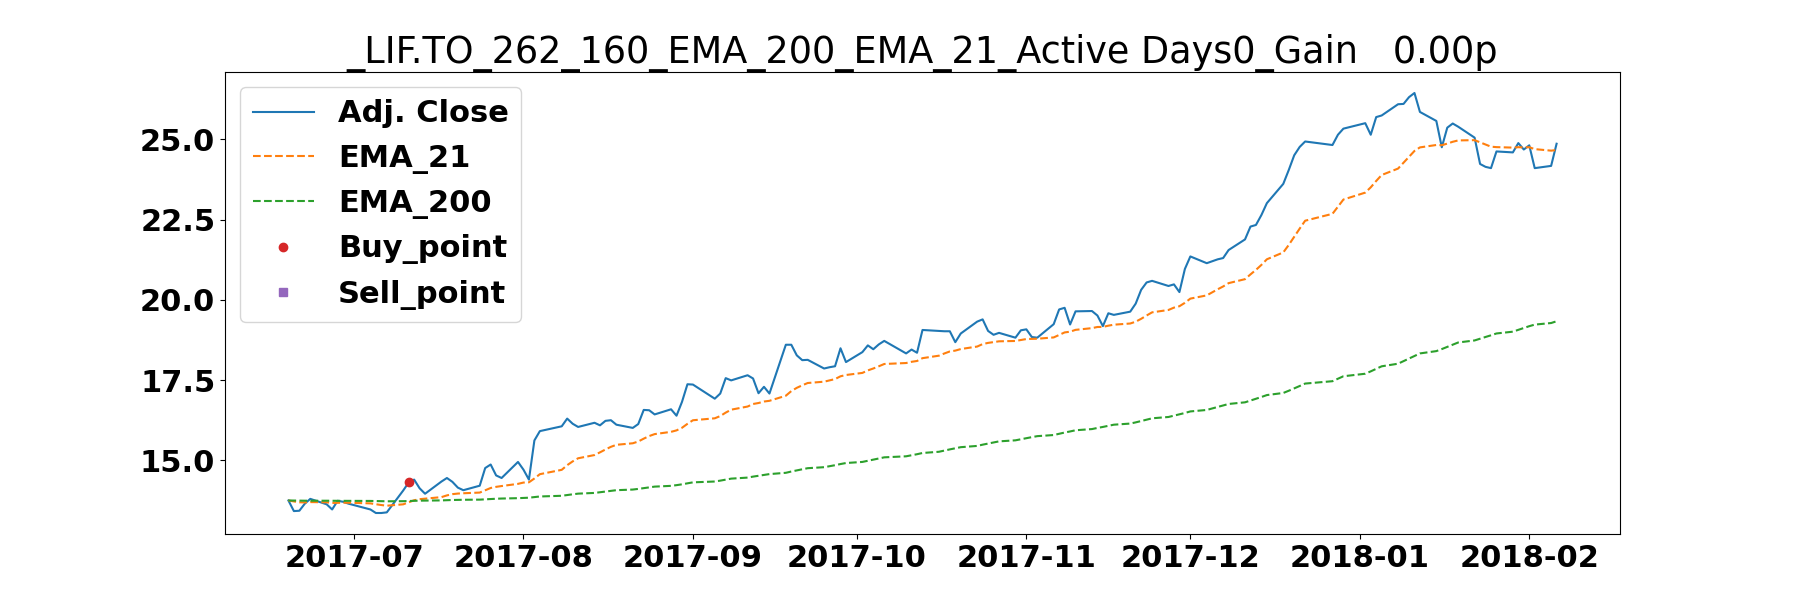 _LIF.TO_262_160_EMA_200_EMA_21_Active Days0_Gain   0.00p
Adj. Close
EMA_21
EMA_200
Buy_point
Sell_point
25.0
22.5
20.0
17.5
15.0
2017-07 2017-08 2017-09 2017-10 2017-11 2017-12 2018-01 2018-02